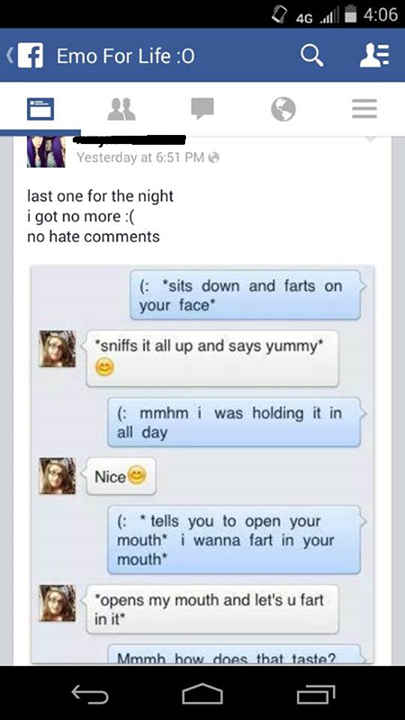 4G 4:06
Emo For Life :O
Yesterday at 6:51 PM
last one for the night
i got no more :(
no hate comments
(: *sits down and farts on
your face*
*sniffs it all up and says yummy*
(: mmhm i was holding it in
all day
Nice
(: * tells you to open your
mouth* i wanna fart in your
mouth*
*opens my mouth and let's u fart
in it*
Mmmh how does that taste?